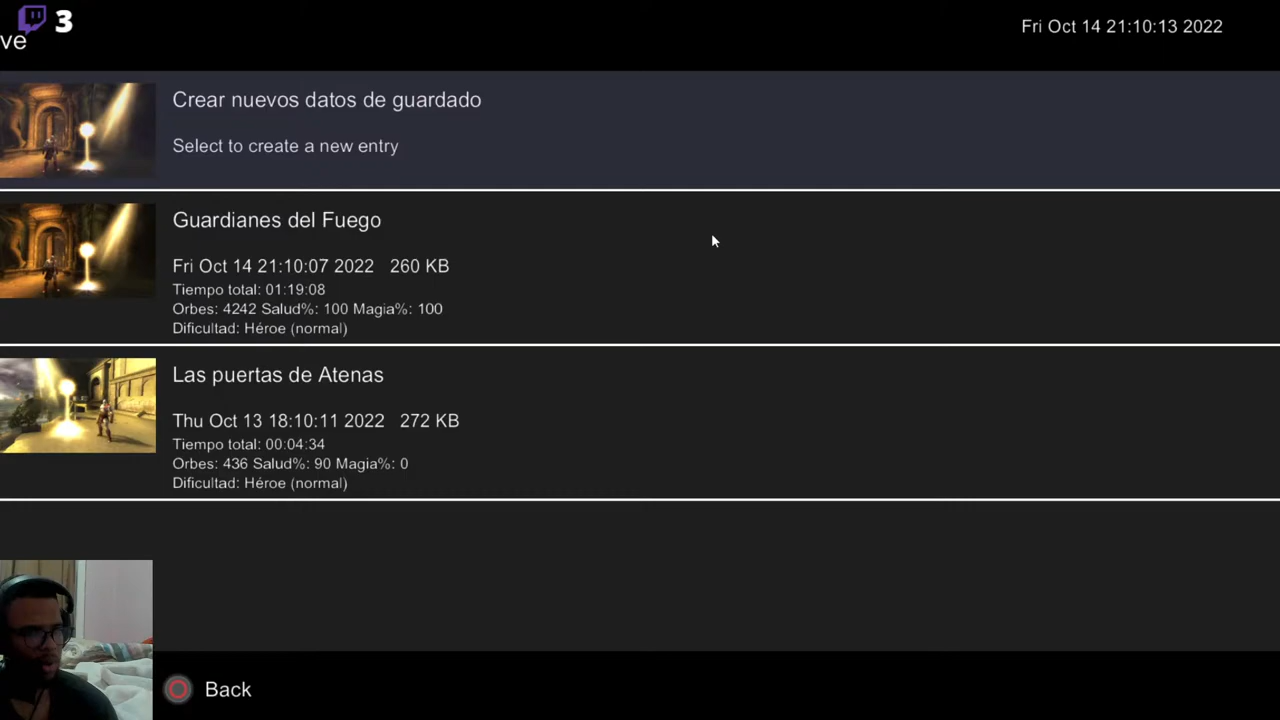 3
ve
Fri Oct 14 21:10:13 2022
Crear nuevos datos de guardado
Select to create a new entry
Guardianes del Fuego
Fri Oct 14 21:10:07 2022 260 KB
Tiempo total: 01:19:08
Orbes: 4242 Salud%: 100 Magia%: 100
Dificultad: Héroe (normal)
Las puertas de Atenas
Thu Oct 13 18:10:11 2022 272 KB
Tiempo total: 00:04:34
Orbes: 436 Salud%: 90 Magia%: 0
Dificultad: Héroe (normal)
Back